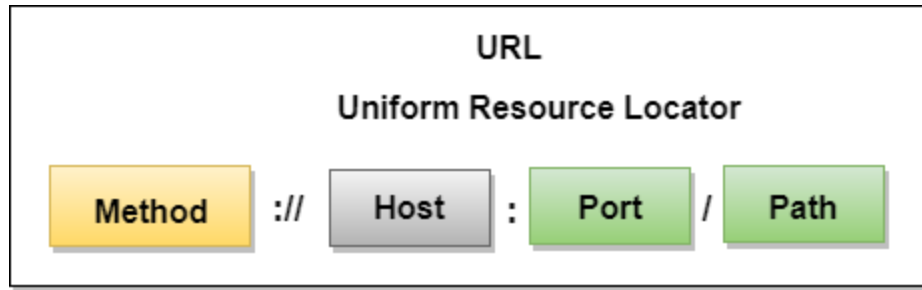 URL
Uniform Resource Locator
Method :// Host : Port / Path